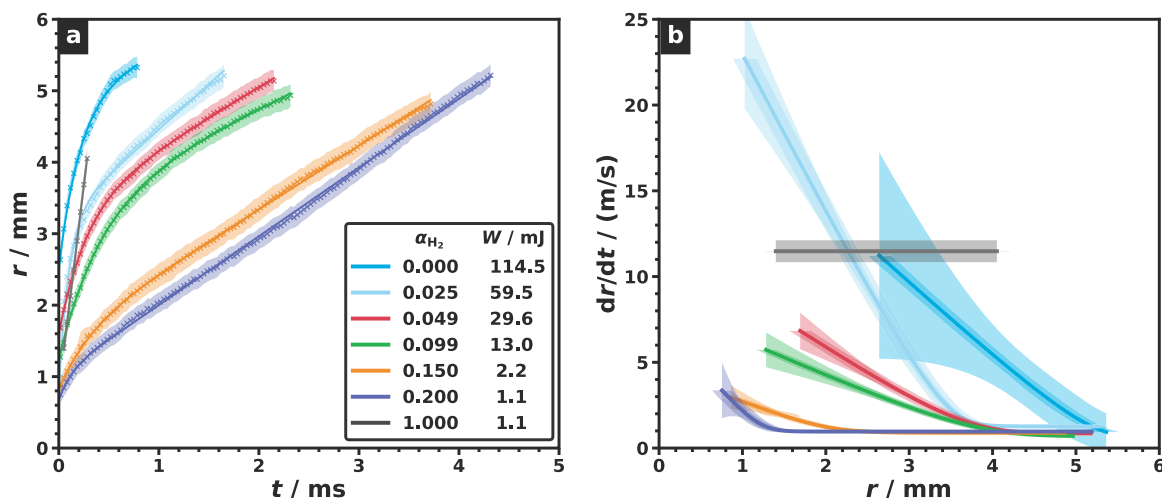 a
6
5
4
3
2
1
0
r / mm
0 1 2 3 4 5
t / ms
α_H₂ W / mJ
0.000 114.5
0.025 59.5
0.049 29.6
0.099 13.0
0.150 2.2
0.200 1.1
1.000 1.1
b
25
20
15
10
5
0
dr/dt / (m/s)
0 1 2 3 4 5 6
r / mm